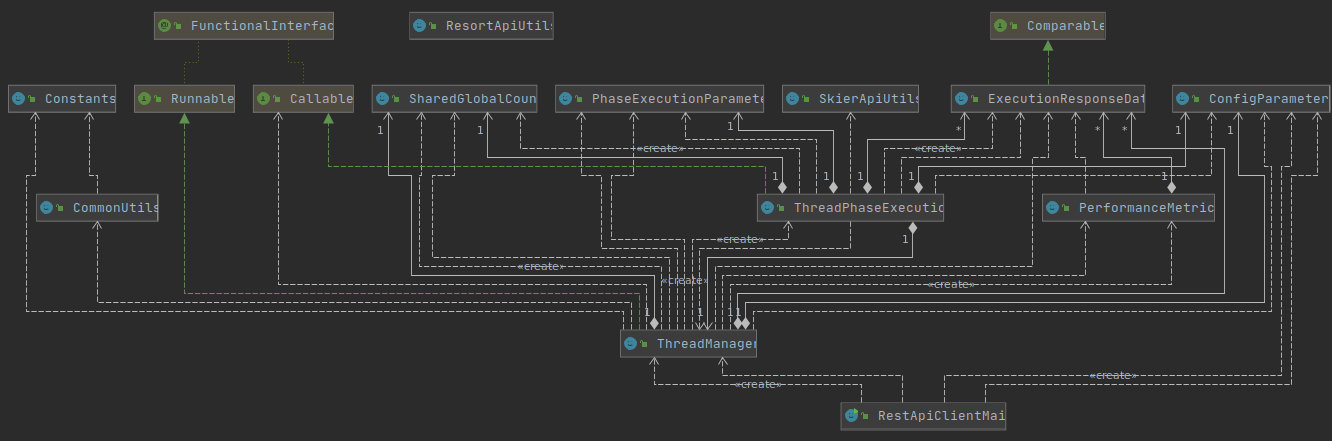 FunctionalInterfac
ResortApiUtils
Comparable
Constants
Runnable
Callable
SharedGlobalCoun
PhaseExecutionParamete
SkierApiUtils
ExecutionResponseDat
ConfigParameter
1
1
1
*
*
*
1
1
«create»
«create»
1
1
1
1
1
CommonUtils
ThreadPhaseExecutio
PerformanceMetric
«create»
1
«create»
«create»
«create»
1
1
1
1
ThreadManager
«create»
«create»
RestApiClientMai